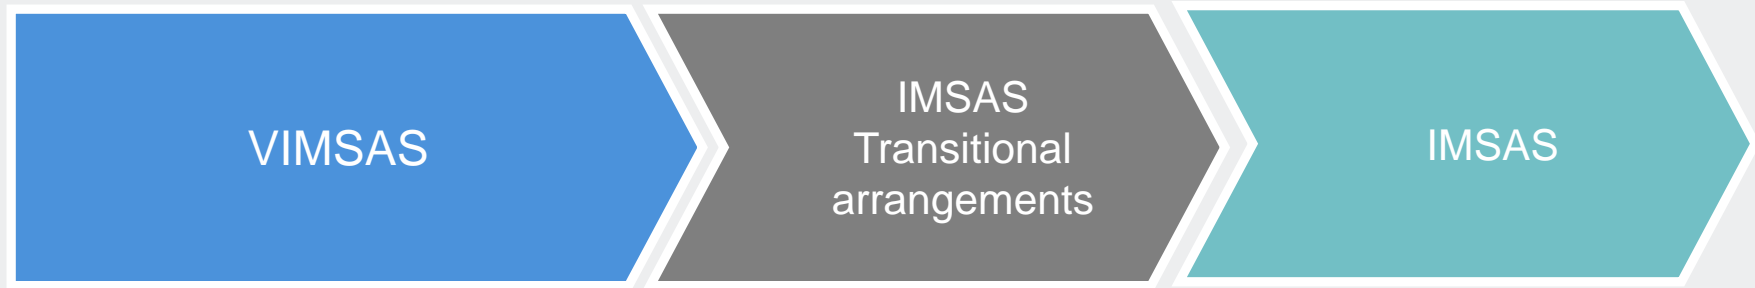 VIMSAS
IMSAS
Transitional
arrangements
IMSAS